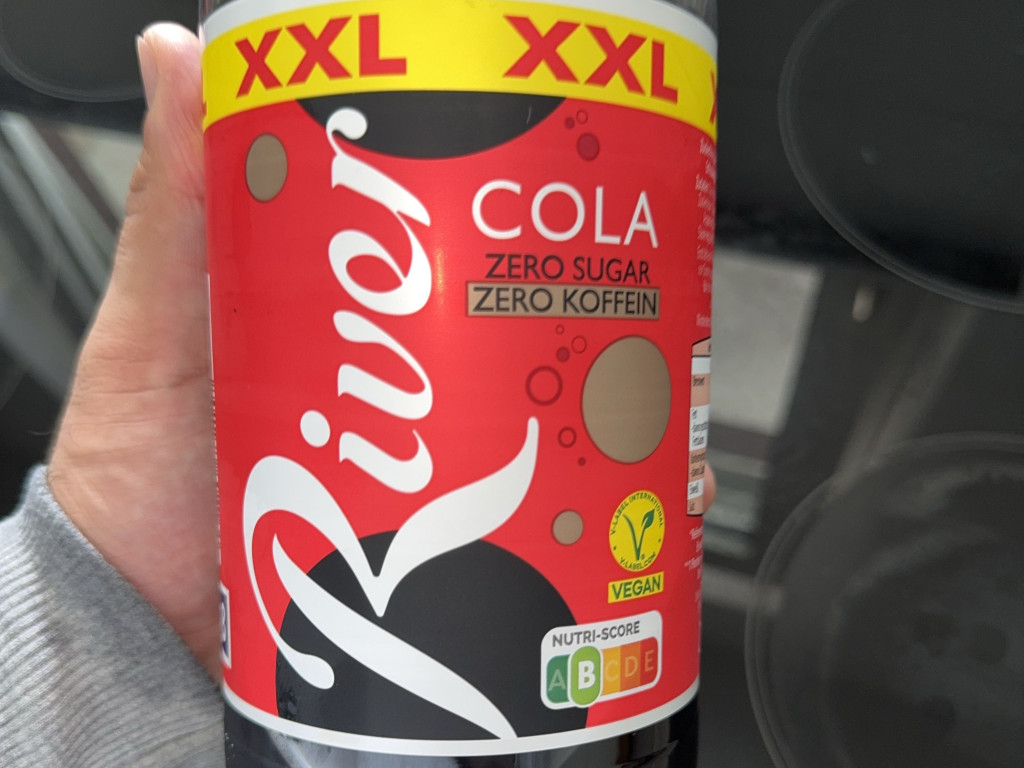 XXL XXL
River
COLA
ZERO SUGAR
ZERO KOFFEIN
V-LABEL INTERNATIONAL
V-LABEL.COM
VEGAN
NUTRI-SCORE
A B C D E